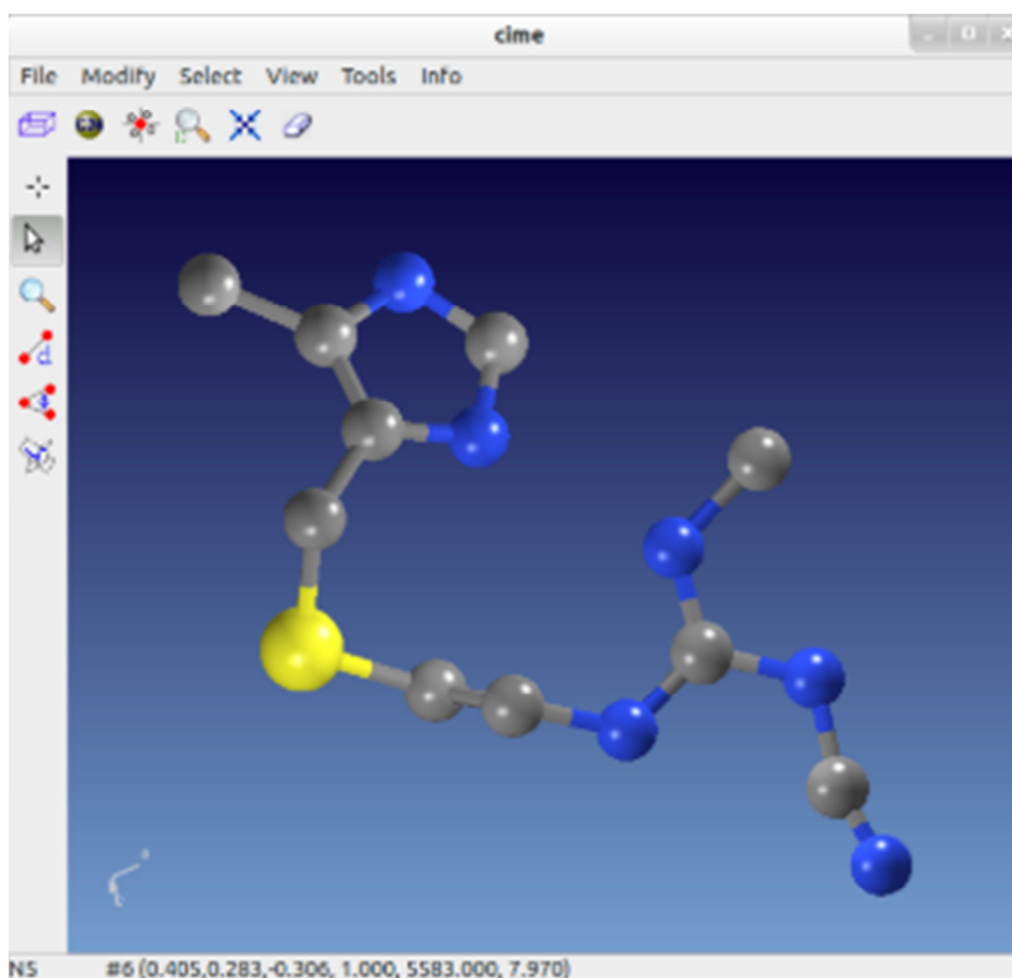 cime
File Modify Select View Tools Info
NS #6 (0.405,0.283,-0.306, 1.000, 5583.000, 7.970)